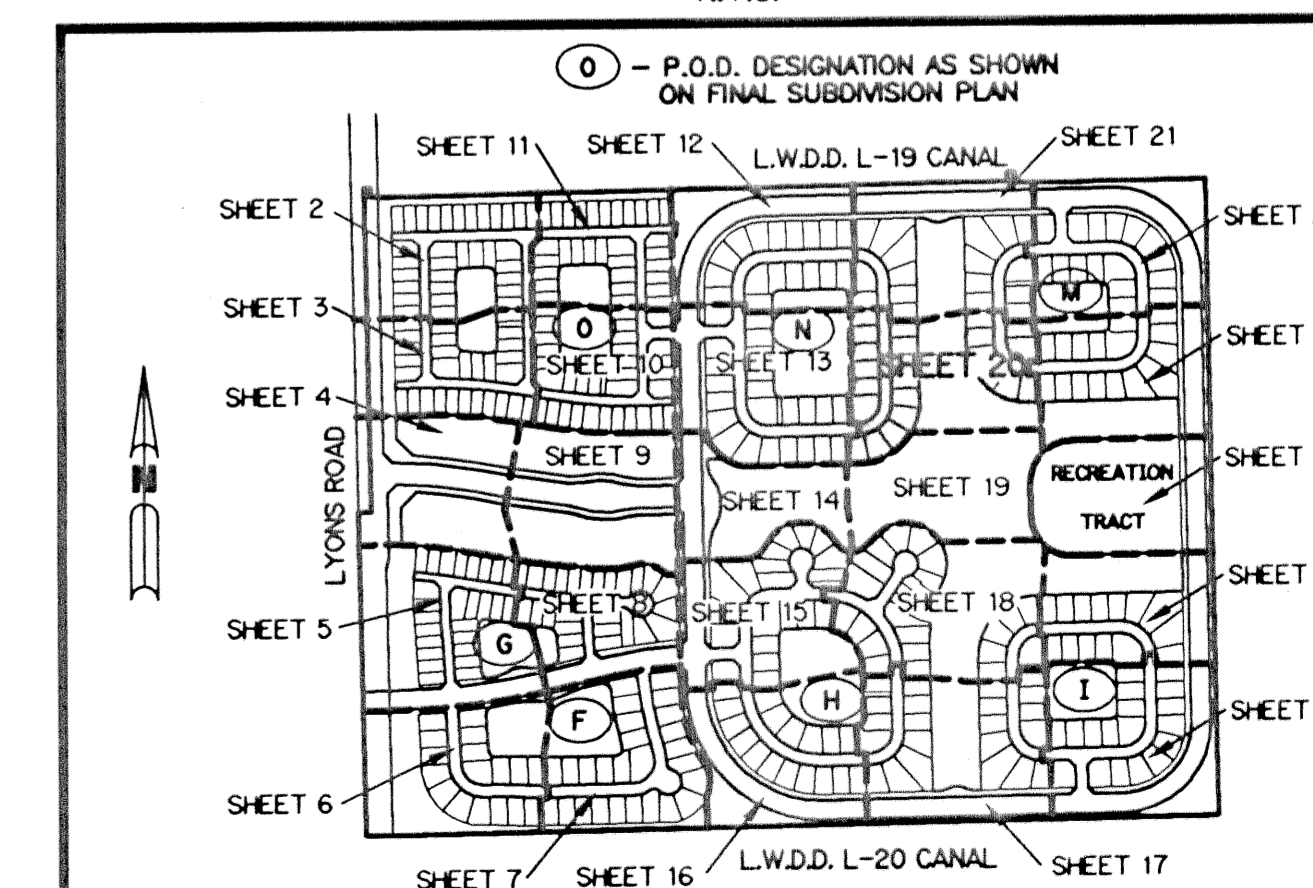 O – P.O.D. DESIGNATION AS SHOWN
ON FINAL SUBDIVISION PLAN
SHEET 11
SHEET 12
L.W.D.D. L-19 CANAL
SHEET 21
SHEET 2
SHEET
SHEET 3
M
O
N
SHEET 10
SHEET 13
SHEET 20
SHEET
SHEET 4
N
LYONS ROAD
SHEET 9
SHEET 14
SHEET 19
RECREATION
TRACT
SHEET
SHEET 5
G
SHEET 8
SHEET 15
SHEET 18
SHEET
F
H
I
SHEET
SHEET 6
SHEET 7
SHEET 16
L.W.D.D. L-20 CANAL
SHEET 17